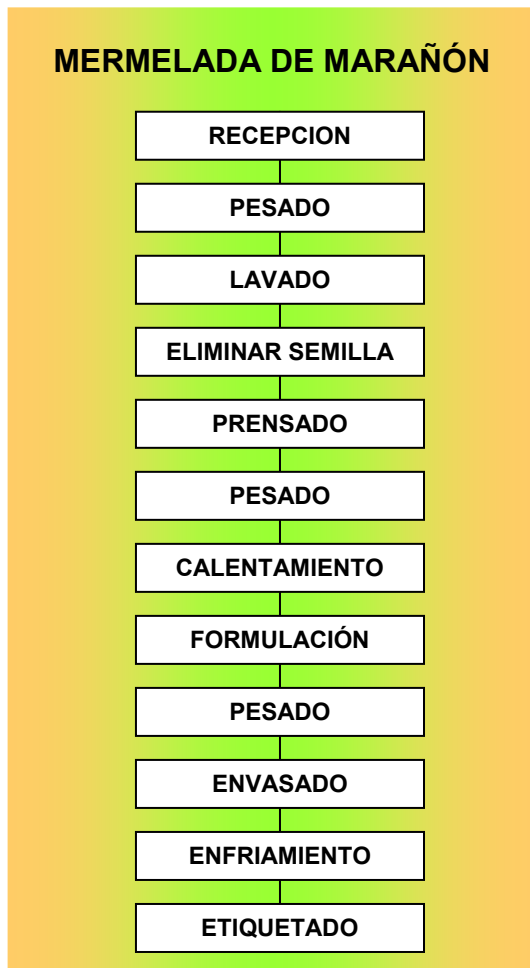 MERMELADA DE MARAÑÓN
RECEPCION
PESADO
LAVADO
ELIMINAR SEMILLA
PRENSADO
PESADO
CALENTAMIENTO
FORMULACIÓN
PESADO
ENVASADO
ENFRIAMIENTO
ETIQUETADO